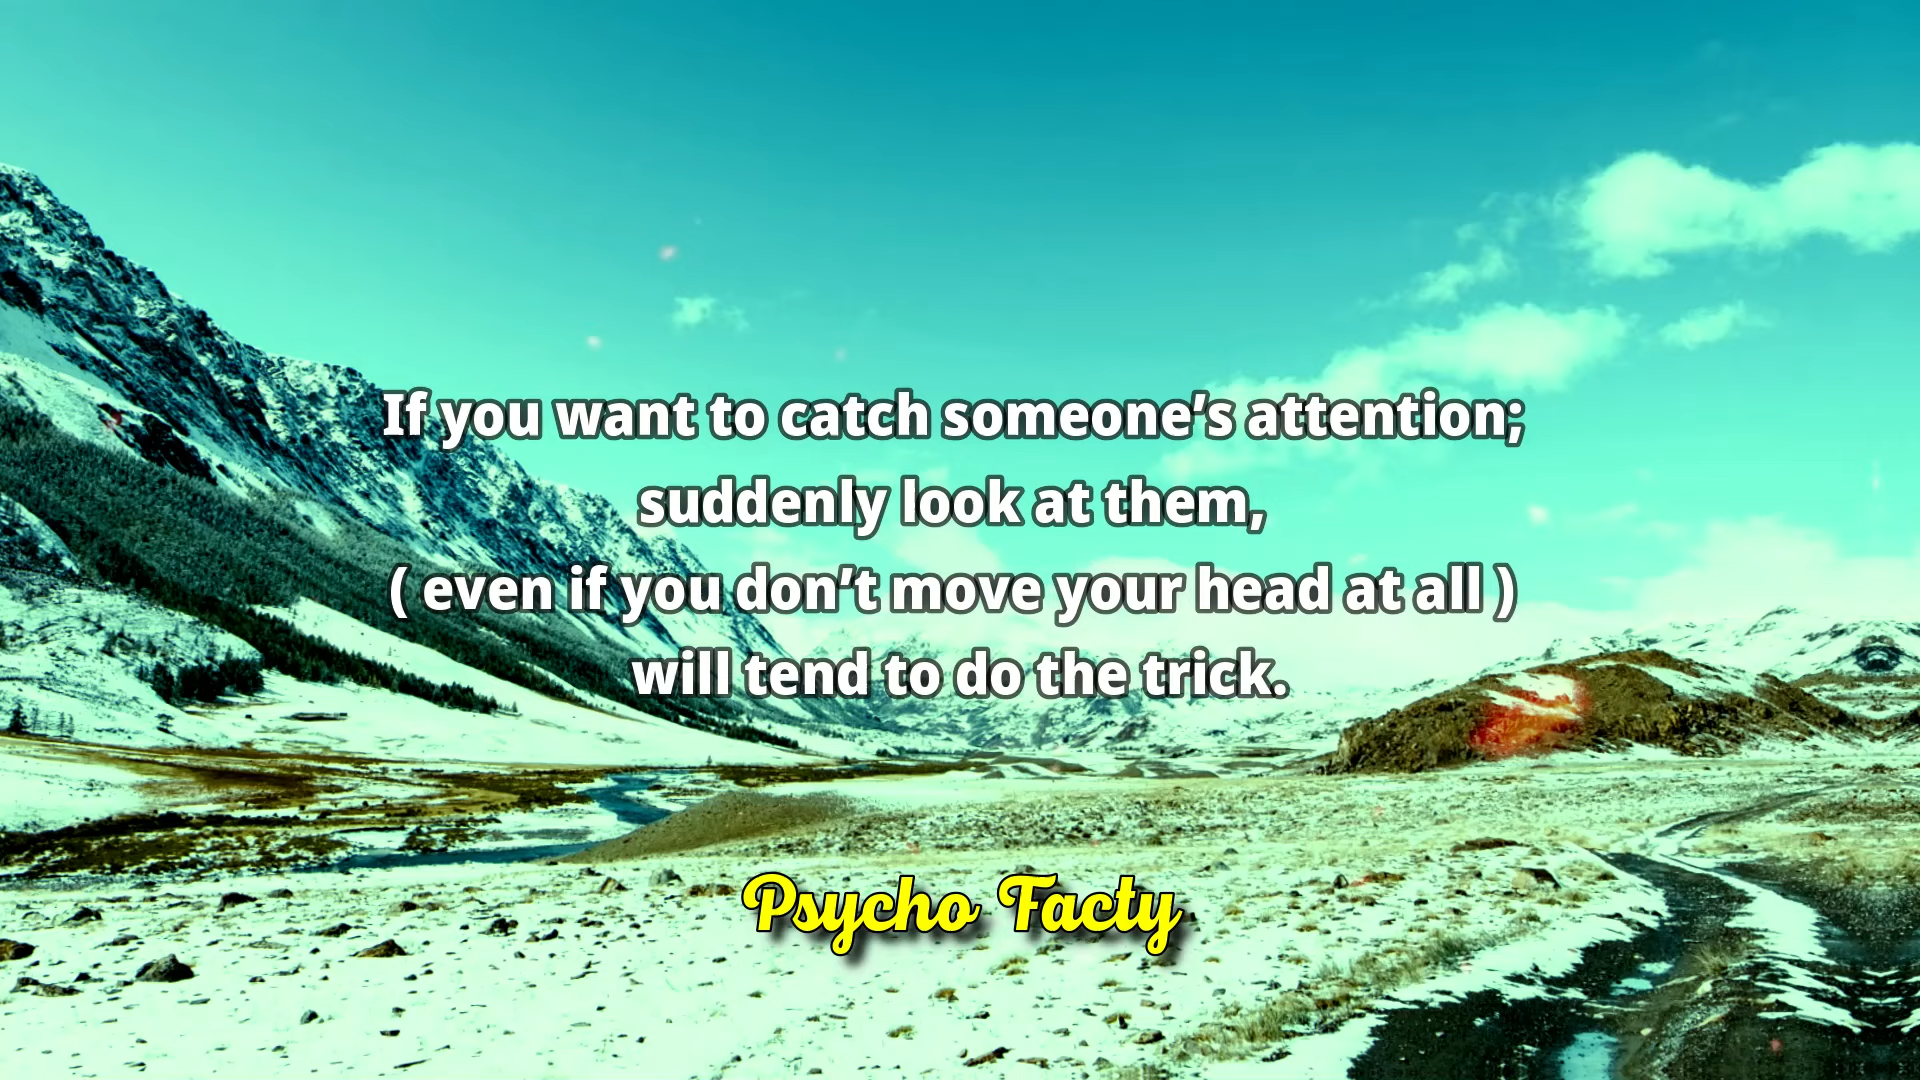 If you want to catch someone’s attention;
suddenly look at them,
( even if you don’t move your head at all )
will tend to do the trick.
Psycho Facty